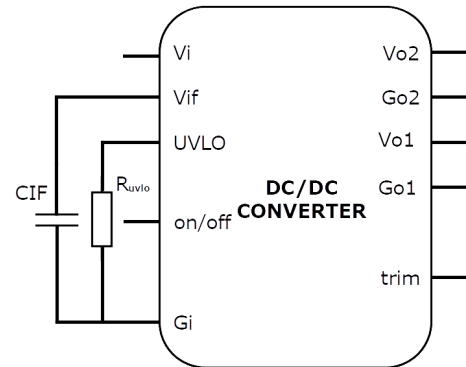 Vi
Vo2
Vif
Go2
UVLO
Vo1
CIF
Ruvlo
DC/DC
CONVERTER
Go1
on/off
trim
Gi